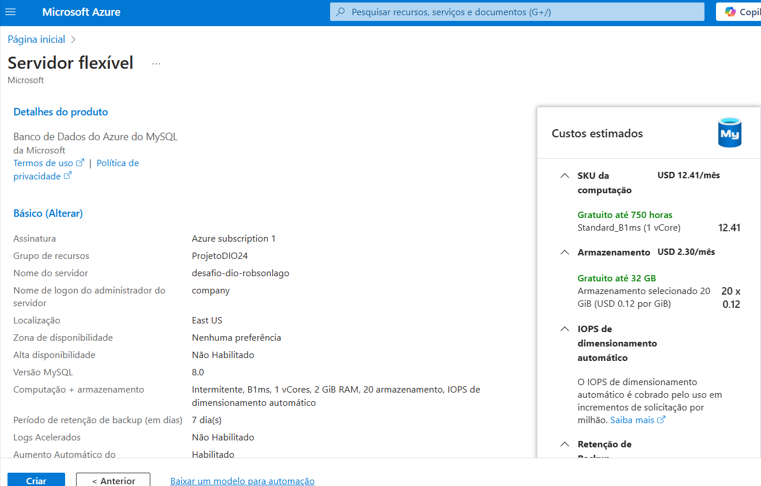 Microsoft Azure
Pesquisar recursos, serviços e documentos (G+/)
Página inicial
Servidor flexível
...
Microsoft
Detalhes do produto
Banco de Dados do Azure do MySQL
da Microsoft
Termos de uso | Política de
privacidade
Básico (Alterar)
Assinatura Azure subscription 1
Grupo de recursos ProjetoDIO24
Nome do servidor desafio-dio-robsonlago
Nome de logon do administrador do company
servidor
Localização East US
Zona de disponibilidade Nenhuma preferência
Alta disponibilidade Não Habilitado
Versão MySQL 8.0
Computação + armazenamento Intermitente, B1ms, 1 vCores, 2 GiB RAM, 20 armazenamento, IOPS de
dimensionamento automático
Período de retenção de backup (em dias) 7 dia(s)
Logs Acelerados Não Habilitado
Aumento Automático do Habilitado
Custos estimados
My
SKU da USD 12.41/mês
computação
Gratuito até 750 horas
Standard_B1ms (1 vCore) 12.41
Armazenamento USD 2.30/mês
Gratuito até 32 GB
Armazenamento selecionado 20 20 x
GiB (USD 0.12 por GiB) 0.12
IOPS de
dimensionamento
automático
O IOPS de dimensionamento
automático é cobrado pelo uso em
incrementos de solicitação por
milhão. Saiba mais
Retenção de
Criar
< Anterior
Baixar um modelo para automação